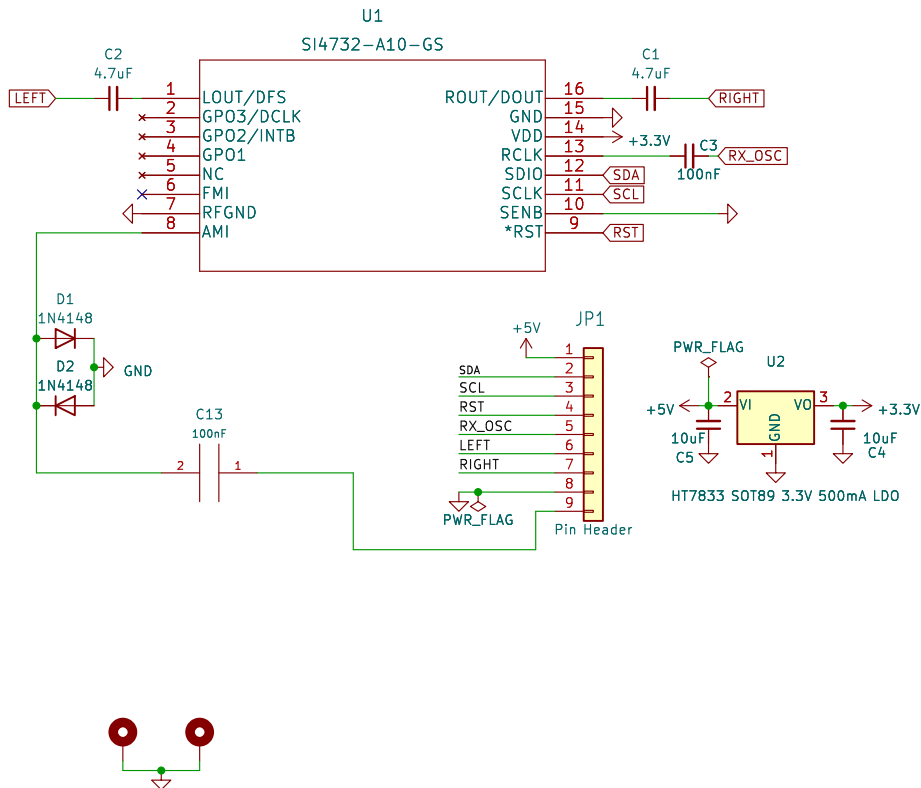 U1
SI4732-A10-GS
C2
4.7uF
C1
4.7uF
LEFT
1
LOUT/DFS
ROUT/DOUT
16
RIGHT
2
GPO3/DCLK
GND
15
3
GPO2/INTB
VDD
14
+3.3V
4
GPO1
RCLK
13
C3
100nF
RX_OSC
5
NC
SDIO
12
SDA
6
FMI
SCLK
11
SCL
7
RFGND
SENB
10
8
AMI
*RST
9
RST
D1
1N4148
D2
1N4148
GND
C13
100nF
2
1
+5V
JP1
1
SDA
2
SCL
3
RST
4
RX_OSC
5
LEFT
6
RIGHT
7
8
PWR_FLAG
9
Pin Header
PWR_FLAG
U2
+5V
2
VI
VO
3
+3.3V
GND
1
10uF
C5
10uF
C4
HT7833 SOT89 3.3V 500mA LDO